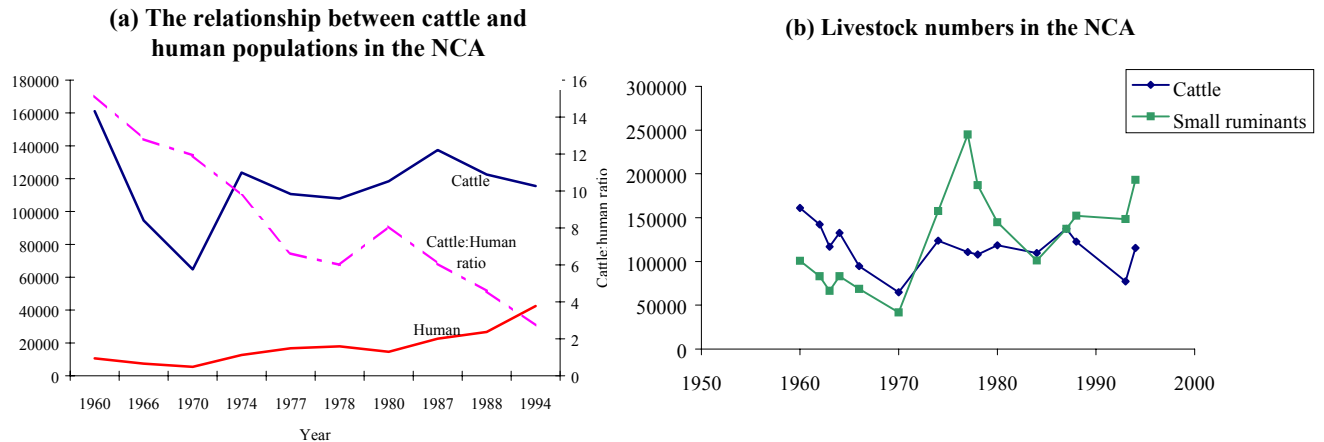 (a) The relationship between cattle and
human populations in the NCA
180000
160000
140000
120000
100000
80000
60000
40000
20000
0
16
14
12
10
8
6
4
2
0
Cattle:human ratio
Cattle
Cattle:Human
ratio
Human
1960 1966 1970 1974 1977 1978 1980 1987 1988 1994
Year
(b) Livestock numbers in the NCA
Cattle
Small ruminants
300000
250000
200000
150000
100000
50000
0
1950 1960 1970 1980 1990 2000